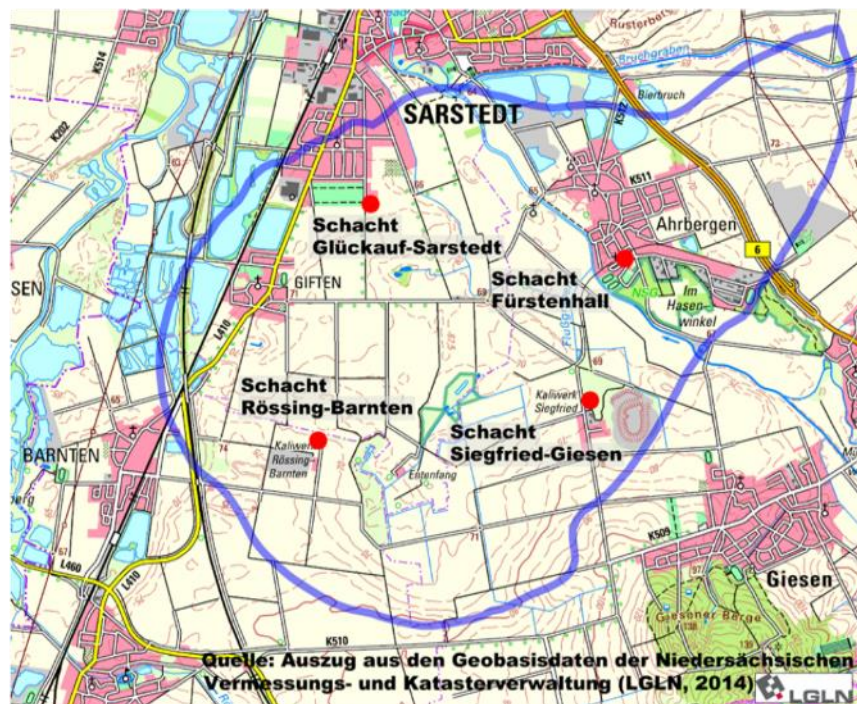 K514
Rusterbe
Bruchgraben
Bierbruch
K522
SARSTEDT
K202
K511
Ahrbergen
6
Schacht
Glückauf-Sarstedt
Schacht
Fürstenhall
NSG
Im
Hasen-
winkel
SEN
GIFTEN
L410
Schacht
Rössing-Barnten
Kaliwerk
Siegfried
Schacht
Siegfried-Giesen
BARNTEN
Rössing-
Barnten
Entenfang
K509
Giesen
L460
L410
Giesener Berge
K510
Quelle: Auszug aus den Geobasisdaten der Niedersächsischen
Vermessungs- und Katasterverwaltung (LGLN, 2014)
LGLN